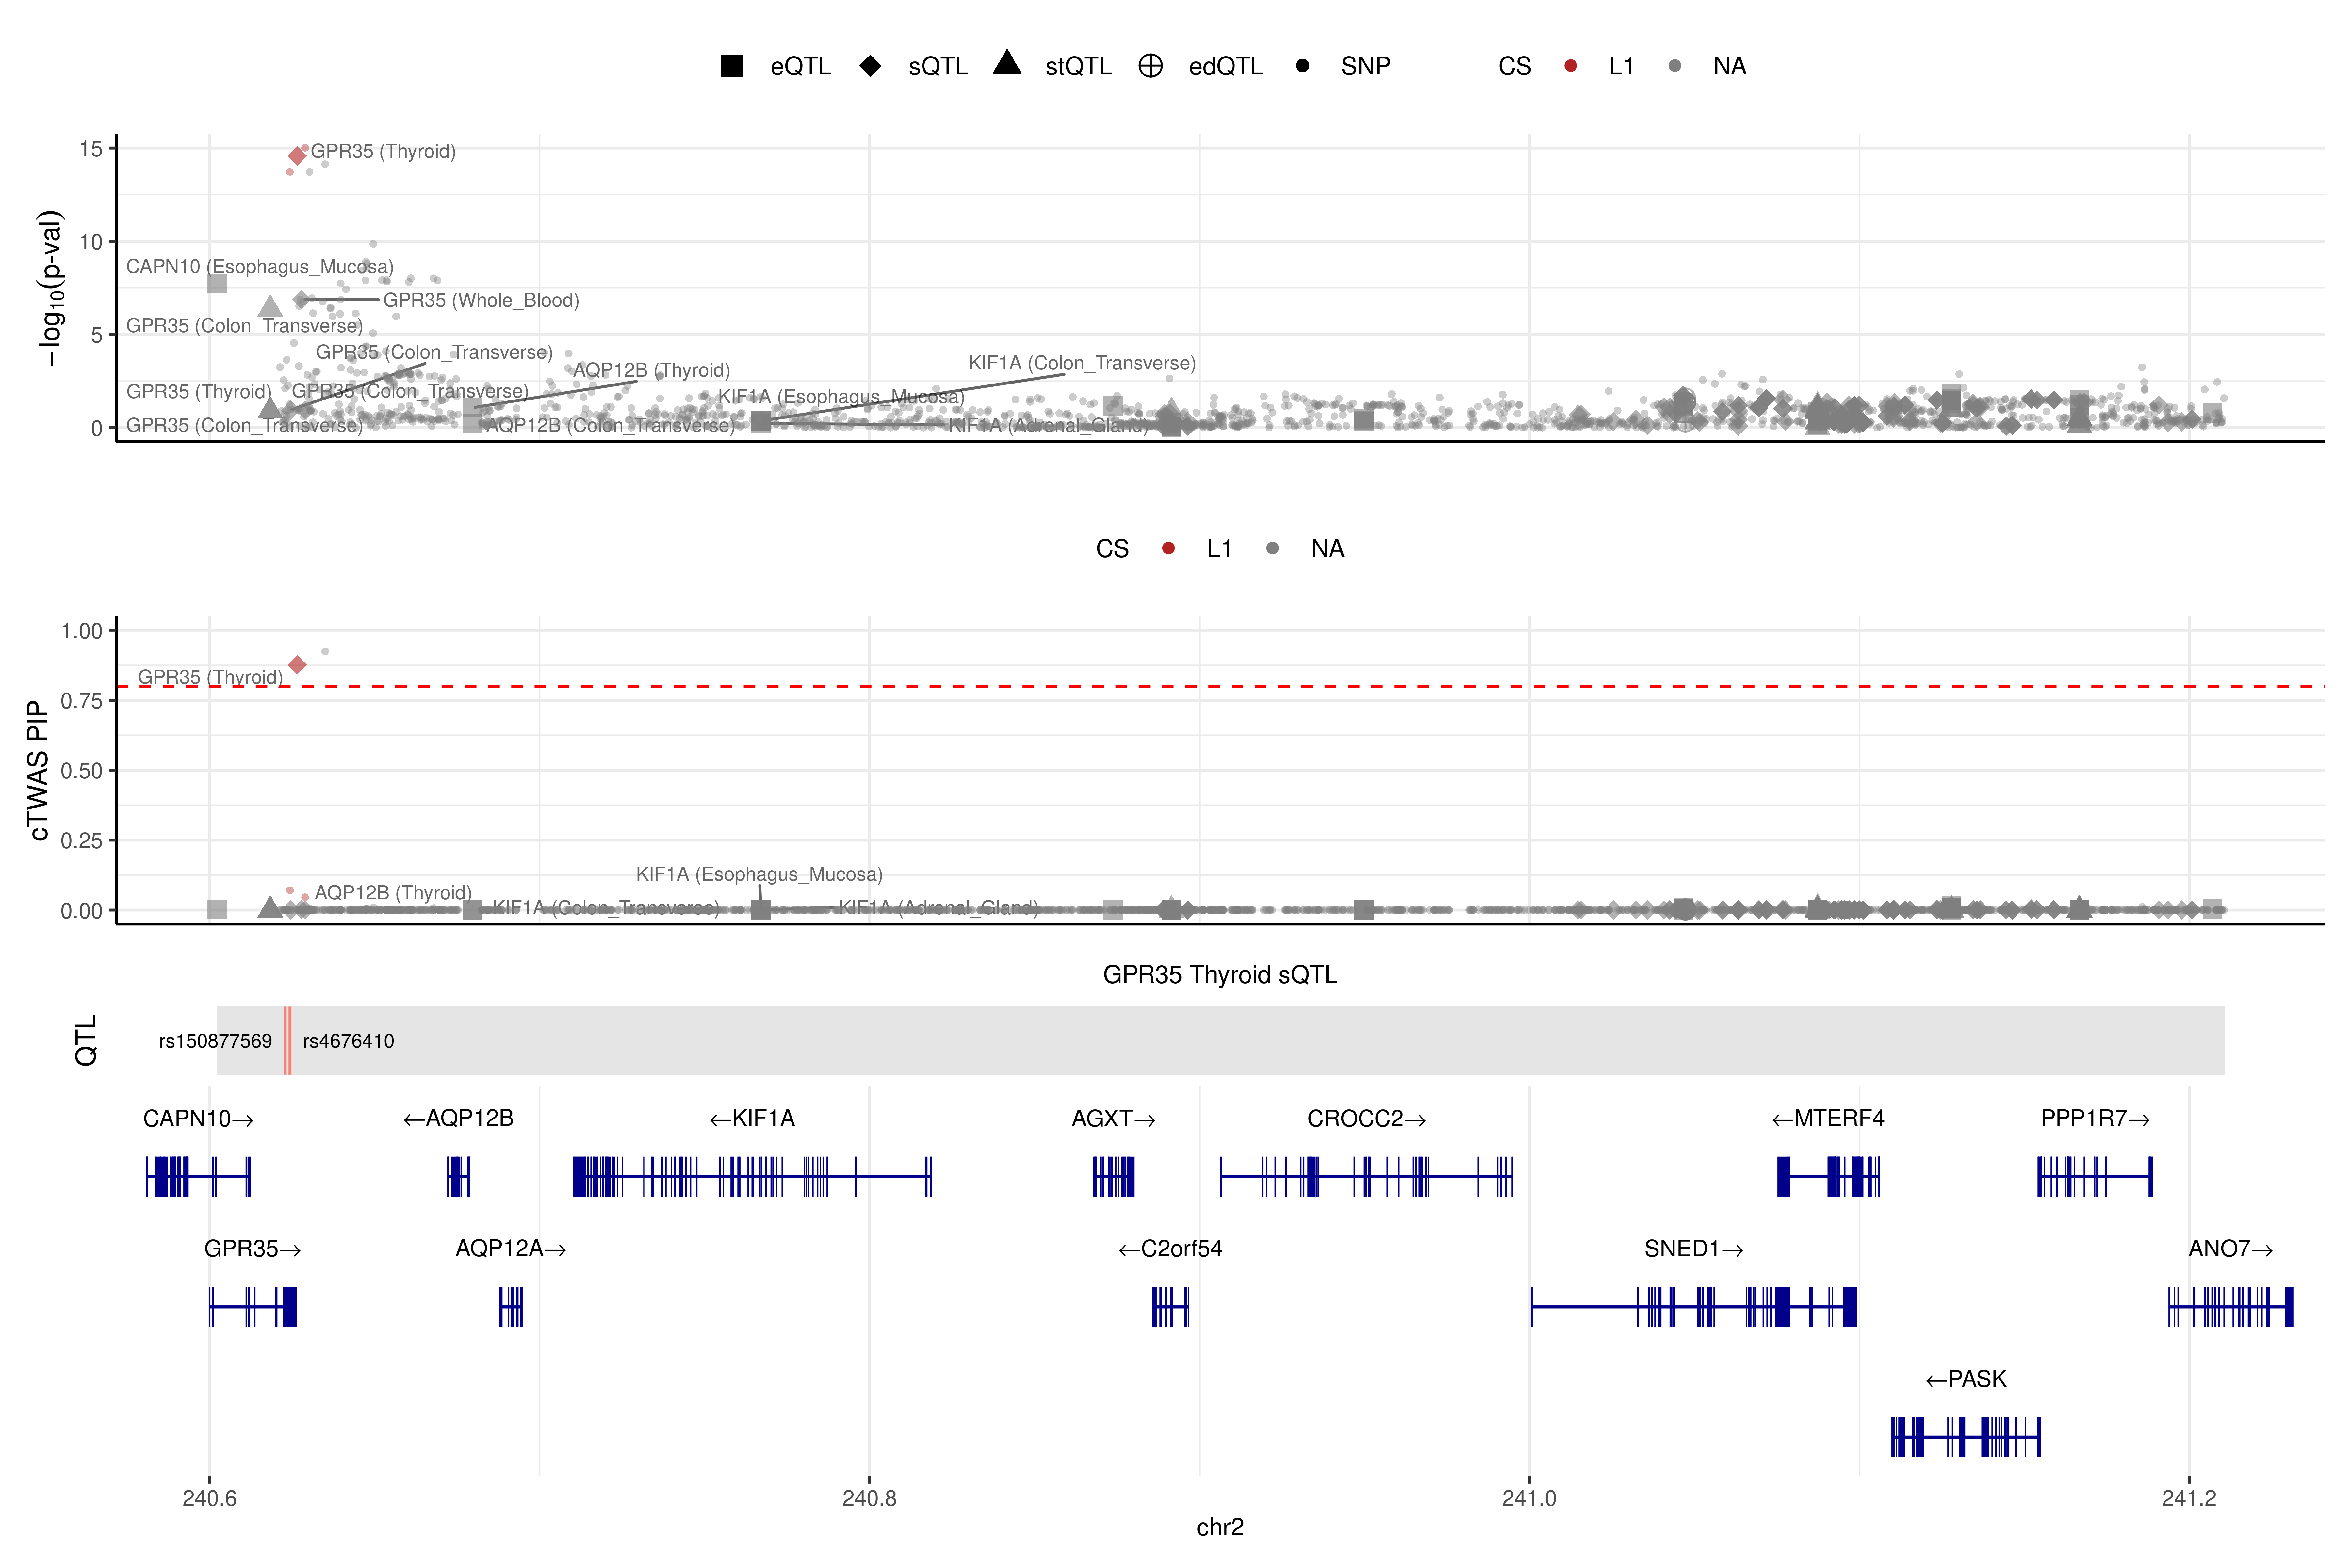 eQTL sQTL stQTL edQTL SNP CS L1 NA
−log10(p-val)
15
10
5
0
GPR35 (Thyroid)
CAPN10 (Esophagus_Mucosa)
GPR35 (Whole_Blood)
GPR35 (Colon_Transverse)
GPR35 (Colon_Transverse)
KIF1A (Colon_Transverse)
AQP12B (Thyroid)
GPR35 (Thyroid)
GPR35 (Colon_Transverse)
KIF1A (Esophagus_Mucosa)
GPR35 (Colon_Transverse)
AQP12B (Colon_Transverse)
KIF1A (Adrenal_Gland)
CS L1 NA
cTWAS PIP
1.00
0.75
0.50
0.25
0.00
GPR35 (Thyroid)
KIF1A (Esophagus_Mucosa)
AQP12B (Thyroid)
KIF1A (Colon_Transverse)
KIF1A (Adrenal_Gland)
GPR35 Thyroid sQTL
QTL
rs150877569 rs4676410
CAPN10→ ←AQP12B ←KIF1A AGXT→ CROCC2→ ←MTERF4 PPP1R7→
GPR35→ AQP12A→ ←C2orf54 SNED1→ ANO7→
←PASK
240.6 240.8 241.0 241.2
chr2